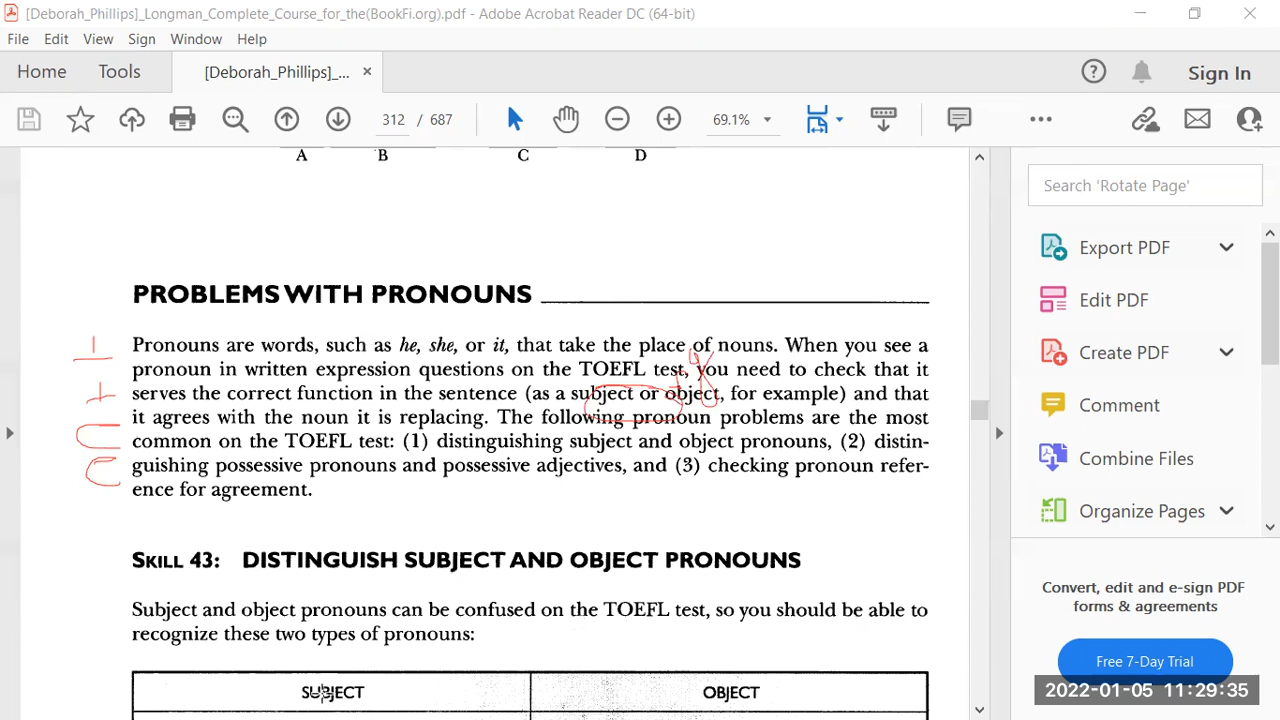 [Deborah_Phillips]_Longman_Complete_Course_for_the(BookFi.org).pdf - Adobe Acrobat Reader DC (64-bit)
File Edit View Sign Window Help
Home Tools [Deborah_Phillips]_... × Sign In
312 / 687 69.1%
A B C D
Search 'Rotate Page'
Export PDF
Edit PDF
Create PDF
Comment
Combine Files
Organize Pages
Convert, edit and e-sign PDF
forms & agreements
Free 7-Day Trial
PROBLEMS WITH PRONOUNS
Pronouns are words, such as he, she, or it, that take the place of nouns. When you see a
pronoun in written expression questions on the TOEFL test, you need to check that it
serves the correct function in the sentence (as a subject or object, for example) and that
it agrees with the noun it is replacing. The following pronoun problems are the most
common on the TOEFL test: (1) distinguishing subject and object pronouns, (2) distin-
guishing possessive pronouns and possessive adjectives, and (3) checking pronoun refer-
ence for agreement.
SKILL 43: DISTINGUISH SUBJECT AND OBJECT PRONOUNS
Subject and object pronouns can be confused on the TOEFL test, so you should be able to
recognize these two types of pronouns:
SUBJECT OBJECT
2022-01-05 11:29:35